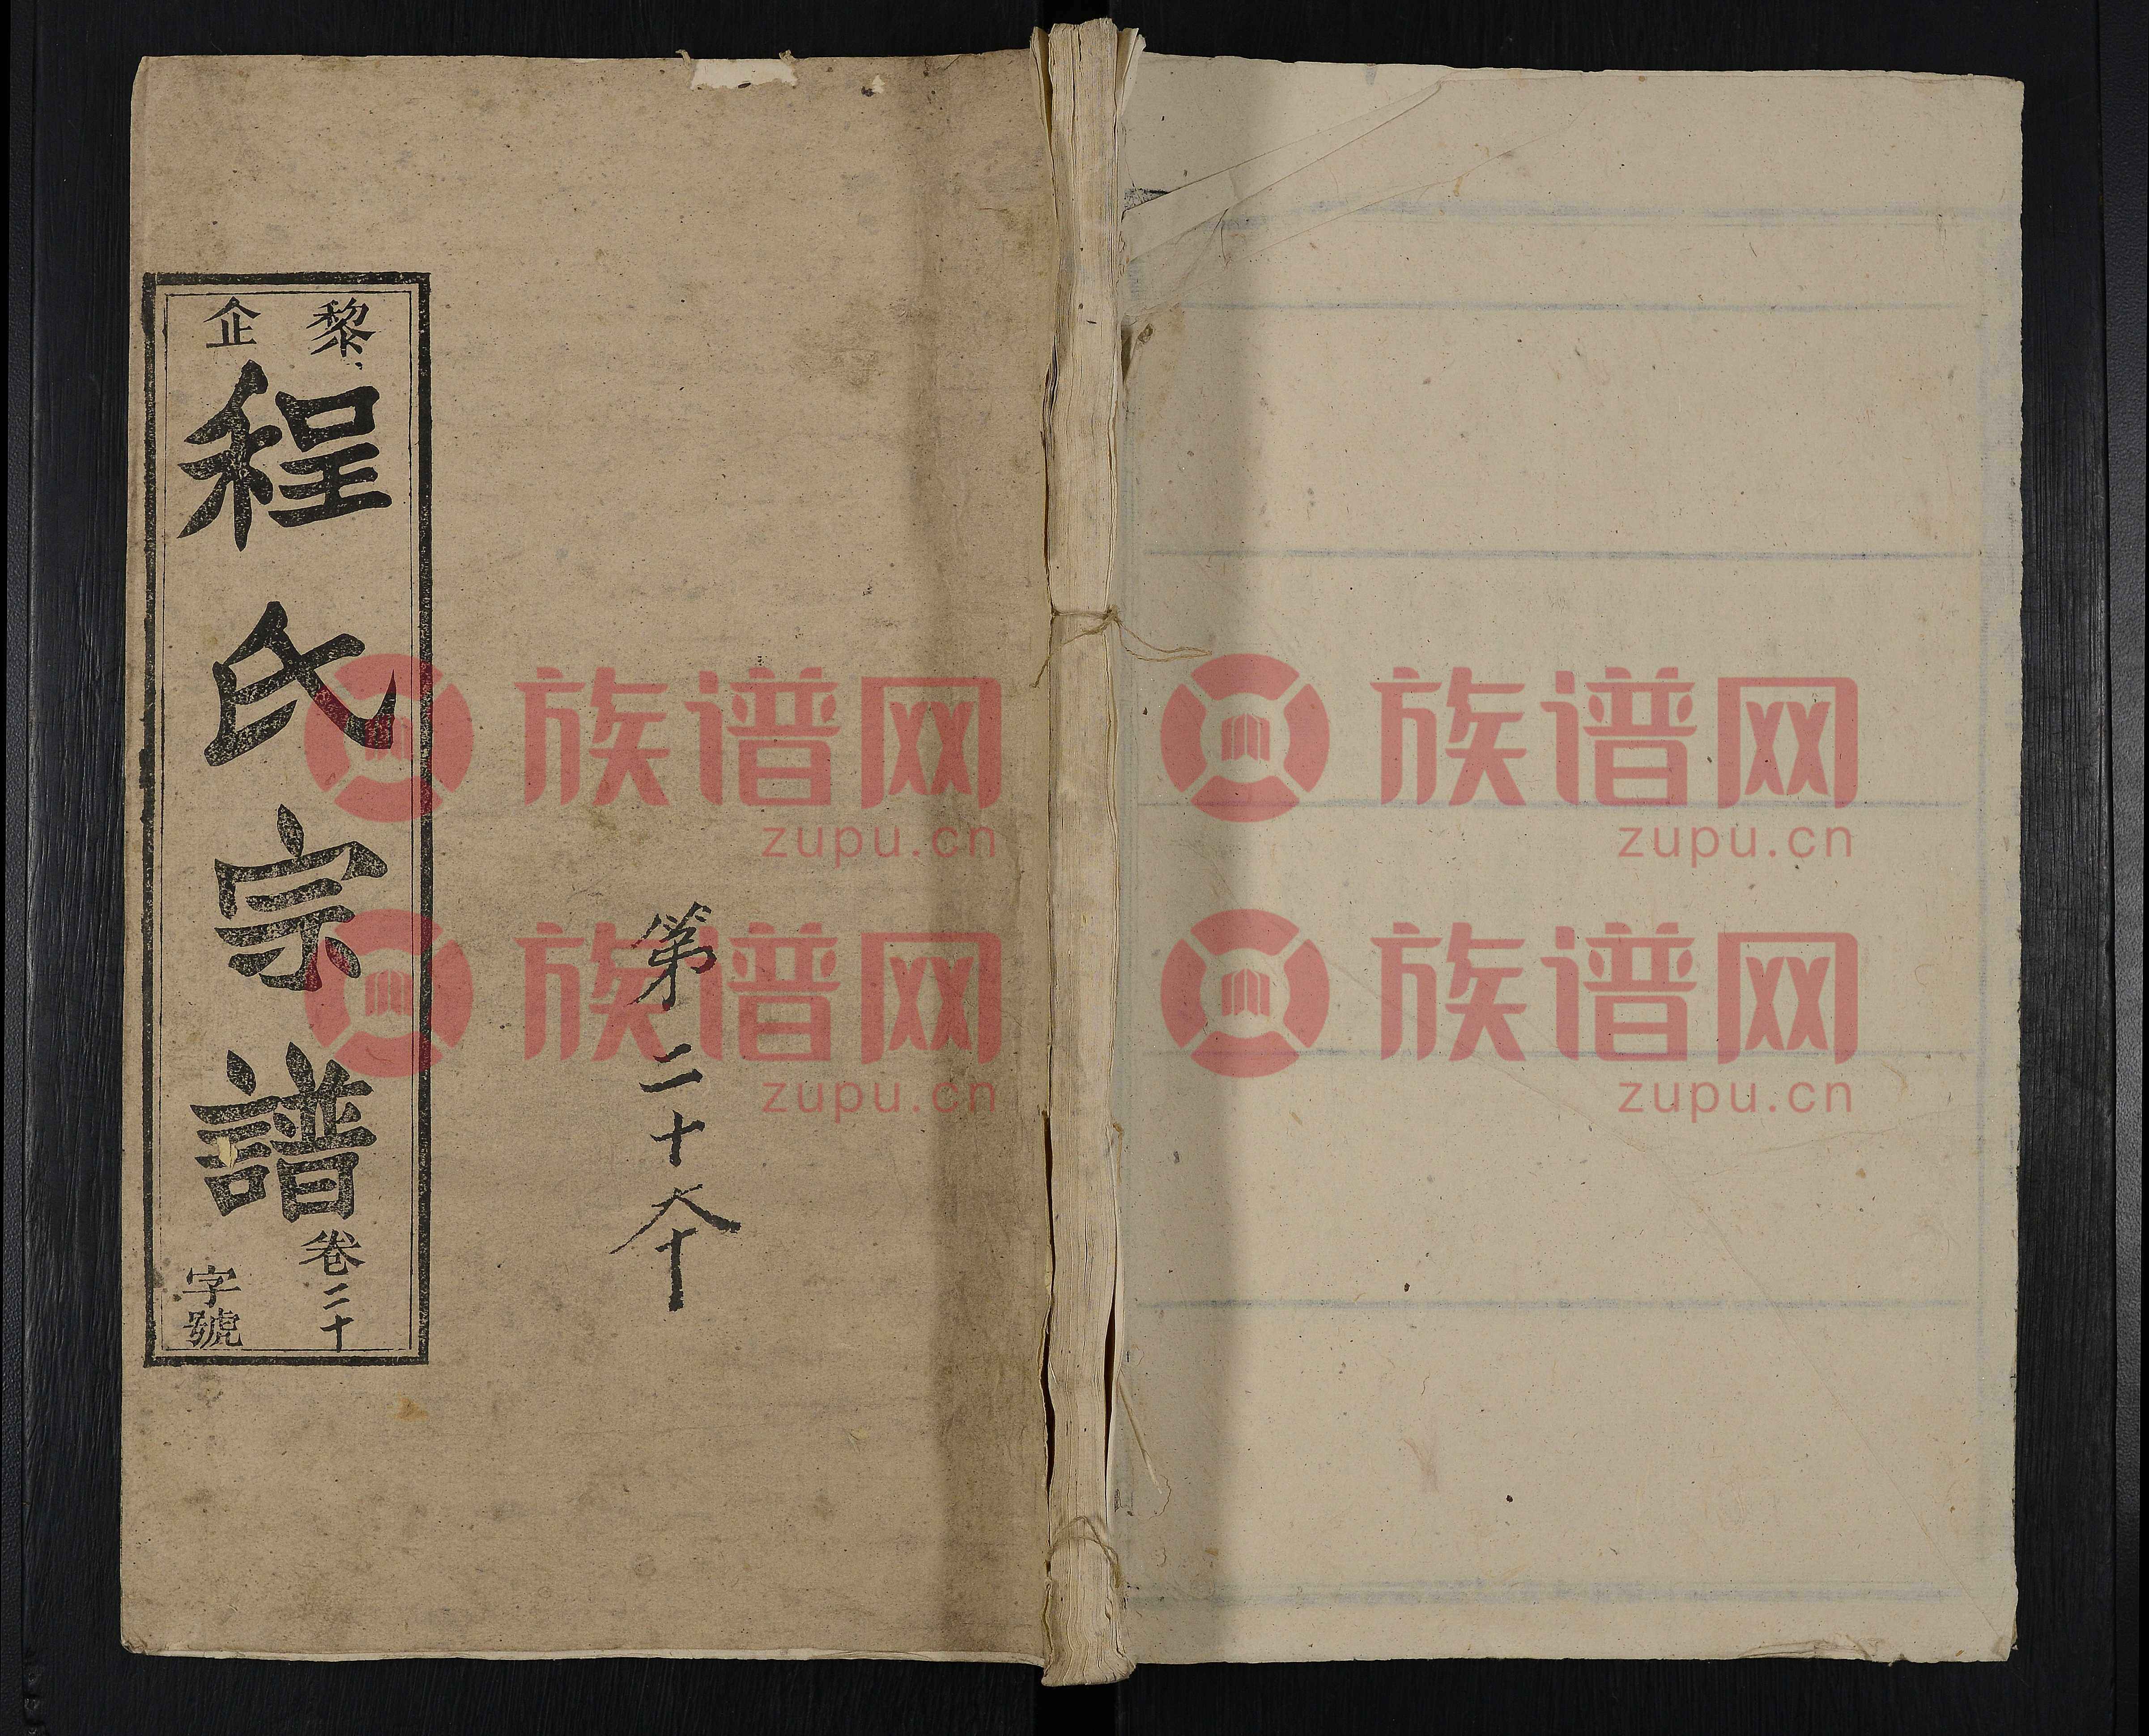 黎企
程氏宗譜
卷二十
字號
第二十个
族谱网
zupu.cn
族谱网
zupu.cn
族谱网
zupu.cn
族谱网
zupu.cn